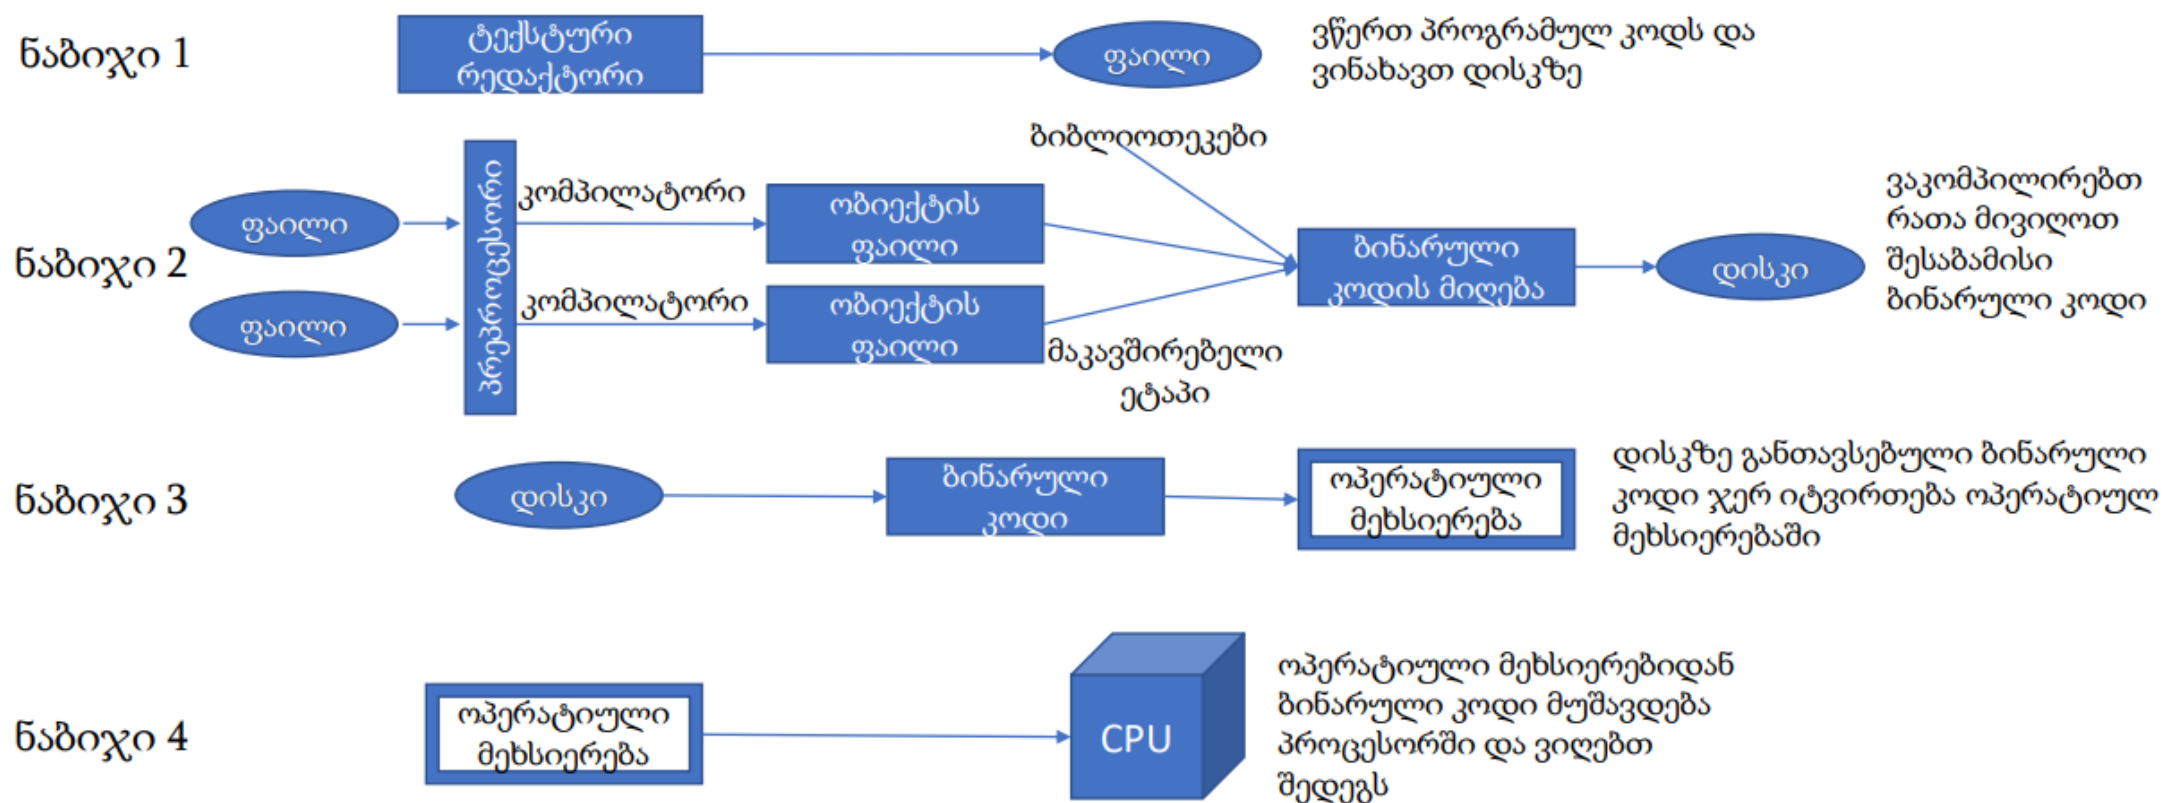 ნაბიჯი 1
ტექსტური
რედაქტორი
ფაილი
ვწერთ პროგრამულ კოდს და
ვინახავთ დისკზე
ნაბიჯი 2
ფაილი
ფაილი
პრეპროცესორი
კომპილატორი
კომპილატორი
ობიექტის
ფაილი
ობიექტის
ფაილი
ბიბლიოთეკები
მაკავშირებელი
ეტაპი
ბინარული
კოდის მიღება
დისკი
ვაკომპილირებთ
რათა მივიღოთ
შესაბამისი
ბინარული კოდი
ნაბიჯი 3
დისკი
ბინარული
კოდი
ოპერატიული
მეხსიერება
დისკზე განთავსებული ბინარული
კოდი ჯერ იტვირთება ოპერატიულ
მეხსიერებაში
ნაბიჯი 4
ოპერატიული
მეხსიერება
CPU
ოპერატიული მეხსიერებიდან
ბინარული კოდი მუშავდება
პროცესორში და ვიღებთ
შედეგს